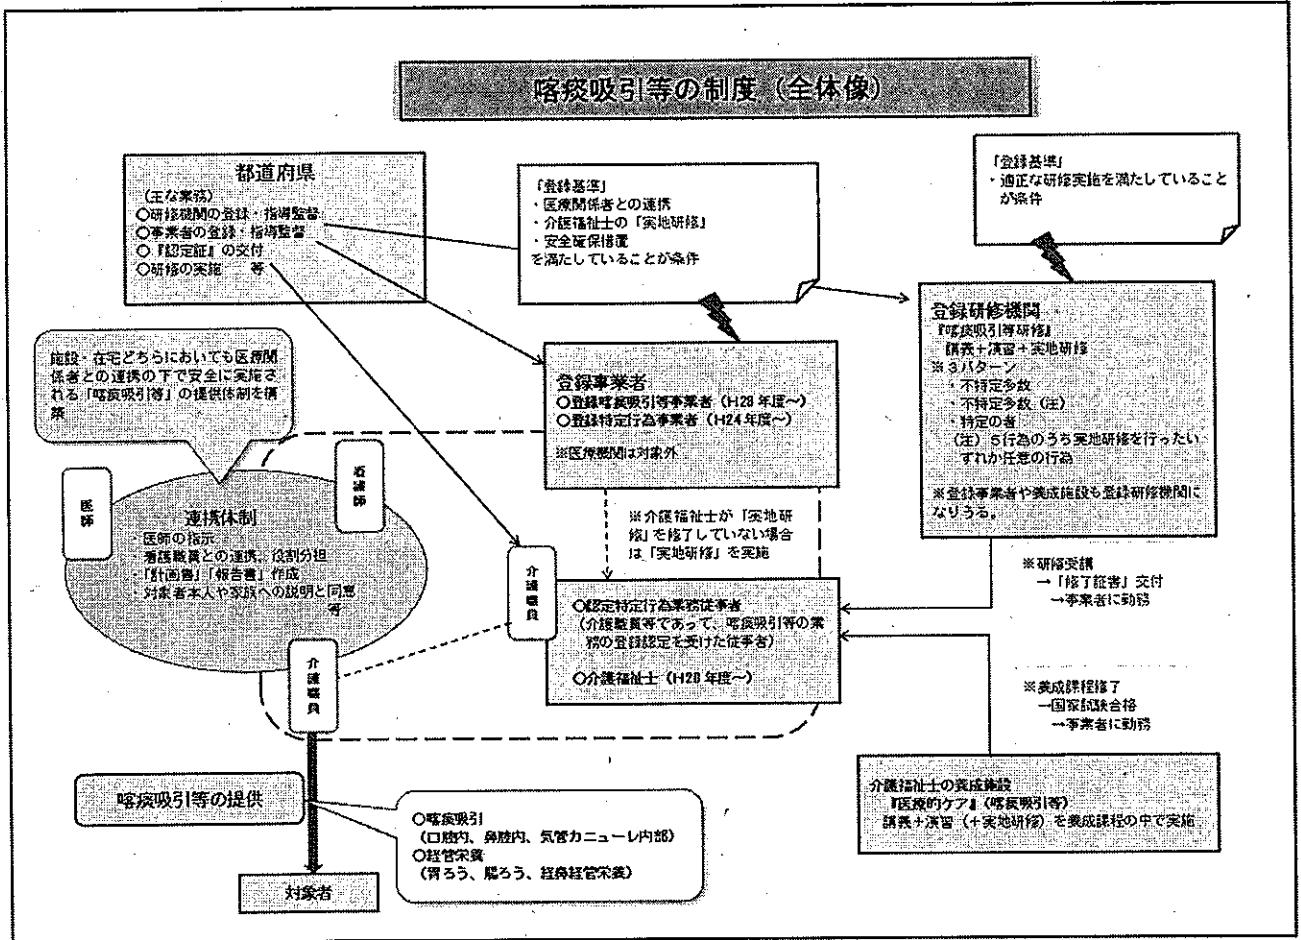 喀痰吸引等の制度（全体像）
都道府県
（主な業務）
○研修機関の登録・指導監督
○事業者の登録・指導監督
○『認定証』の交付
○研修の実施　等
「登録基準」
・医療関係者との連携
・介護福祉士の「実地研修」
・安全確保措置
を満たしていることが条件
「登録基準」
・適正な研修実施を満たしていること
が条件
施設・在宅どちらにおいても医療関
係者との連携の下で安全に実施さ
れる「喀痰吸引等」の提供体制を構
築
登録事業者
○登録喀痰吸引等事業者（H28年度～）
○登録特定行為事業者（H24年度～）
※医療機関は対象外
登録研修機関
『喀痰吸引等研修』
講義＋演習＋実地研修
※３パターン
・不特定多数
・不特定多数（注）
・特定の者
（注）５行為のうち実地研修を行ったい
ずれか任意の行為
※登録事業者や養成施設も登録研修機関に
なりうる。
医師
看護師
連携体制
・医師の指示
・看護職員との連携、役割分担
・「計画書」「報告書」作成
・対象者本人や家族への説明と同意
等
介護職員
※介護福祉士が「実地研
修」を修了していない場合
は「実地研修」を実施
介護職員
○認定特定行為業務従事者
（介護職員等であって、喀痰吸引等の業
務の登録認定を受けた従事者）
○介護福祉士（H28年度～）
※研修受講
→「修了証書」交付
→事業者に勤務
※養成課程修了
→国家試験合格
→事業者に勤務
介護福祉士の養成施設
『医療的ケア』（喀痰吸引等）
講義＋演習（＋実地研修）を養成課程の中で実施
喀痰吸引等の提供
○喀痰吸引
（口腔内、鼻腔内、気管カニューレ内部）
○経管栄養
（胃ろう、腸ろう、経鼻経管栄養）
対象者